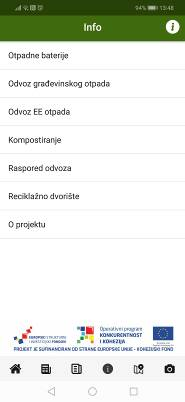 94% 13:48
Info
Otpadne baterije
Odvoz građevinskog otpada
Odvoz EE otpada
Kompostiranje
Raspored odvoza
Reciklažno dvorište
O projektu
EUROPSKI STRUKTURNI
I INVESTICIJSKI FONDOVI
Operativni program
KONKURENTNOST
I KOHEZIJA
PROJEKT JE SUFINANCIRAN OD STRANE EUROPSKE UNIJE - KOHEZIJSKI FOND